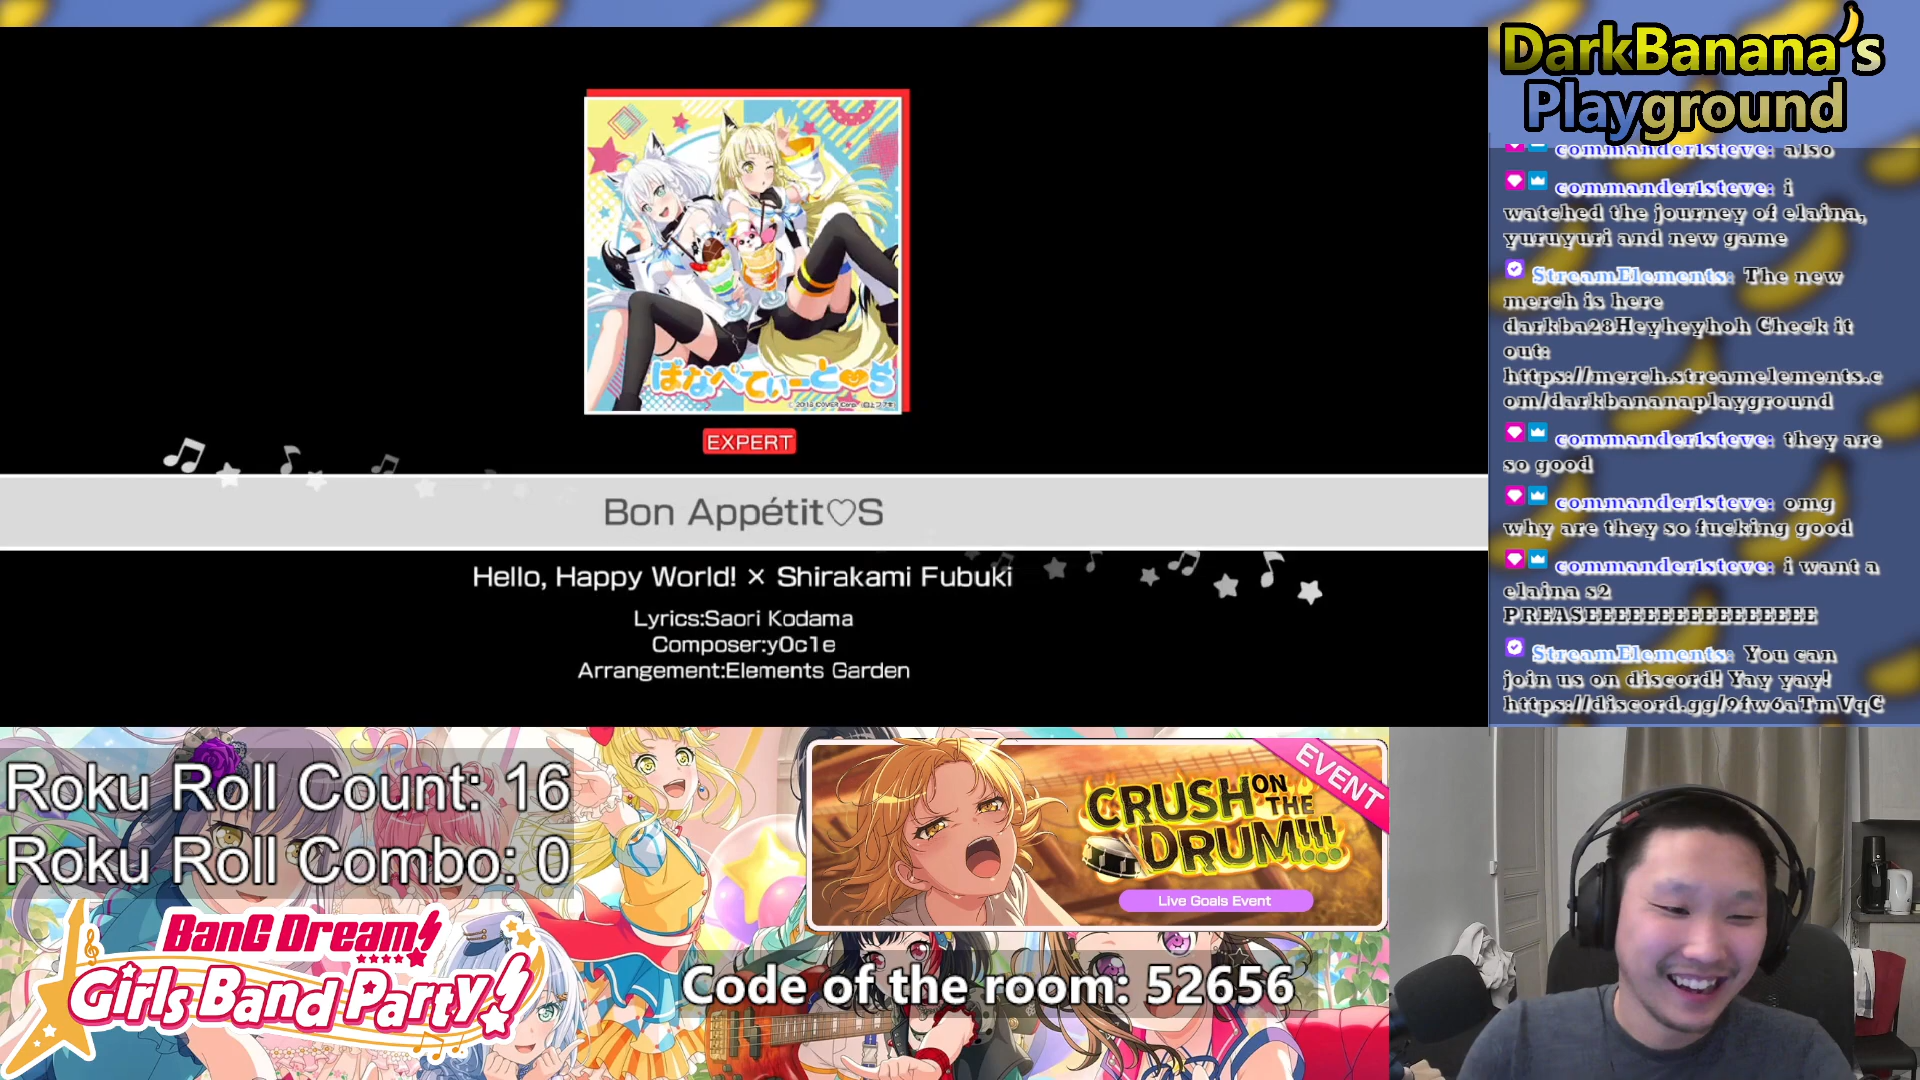 DarkBanana's
Playground
commander1steve: also
commander1steve: i
watched the journey of elaina,
yuruyuri and new game
StreamElements: The new
merch is here
darkba28Heyheyhoh Check it
out:
https://merch.streamelements.c
om/darkbananaplayground
commander1steve: they are
so good
commander1steve: omg
why are they so fucking good
commander1steve: i want a
elaina s2
PREASEEEEEEEEEEEEEEEE
StreamElements: You can
join us on discord! Yay yay!
https://discord.gg/9fw6aTmVqC
ぼなぺてぃーと♡S
EXPERT
Bon Appétit♡S
Hello, Happy World! × Shirakami Fubuki
Lyrics:Saori Kodama
Composer:y0c1e
Arrangement:Elements Garden
Roku Roll Count: 16
Roku Roll Combo: 0
BanG Dream!
Girls Band Party!
EVENT
CRUSH ON THE
DRUM!!!
Live Goals Event
Code of the room: 52656